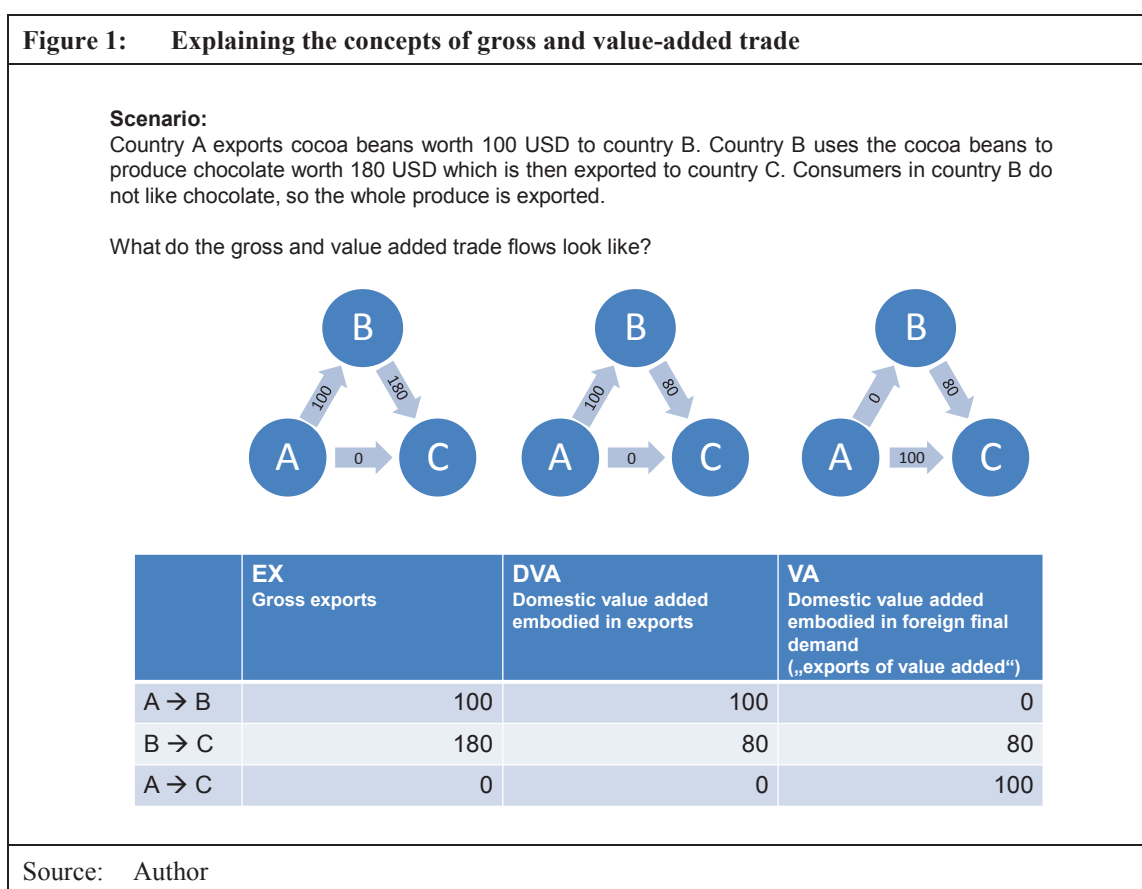 Figure 1: Explaining the concepts of gross and value-added trade
Scenario:
Country A exports cocoa beans worth 100 USD to country B. Country B uses the cocoa beans to
produce chocolate worth 180 USD which is then exported to country C. Consumers in country B do
not like chocolate, so the whole produce is exported.
What do the gross and value added trade flows look like?
B
100
180
A
0
C
B
100
80
A
0
C
B
0
80
A
100
C
EX
Gross exports
DVA
Domestic value added
embodied in exports
VA
Domestic value added
embodied in foreign final
demand
(„exports of value added“)
A → B 100 100 0
B → C 180 80 80
A → C 0 0 100
Source: Author